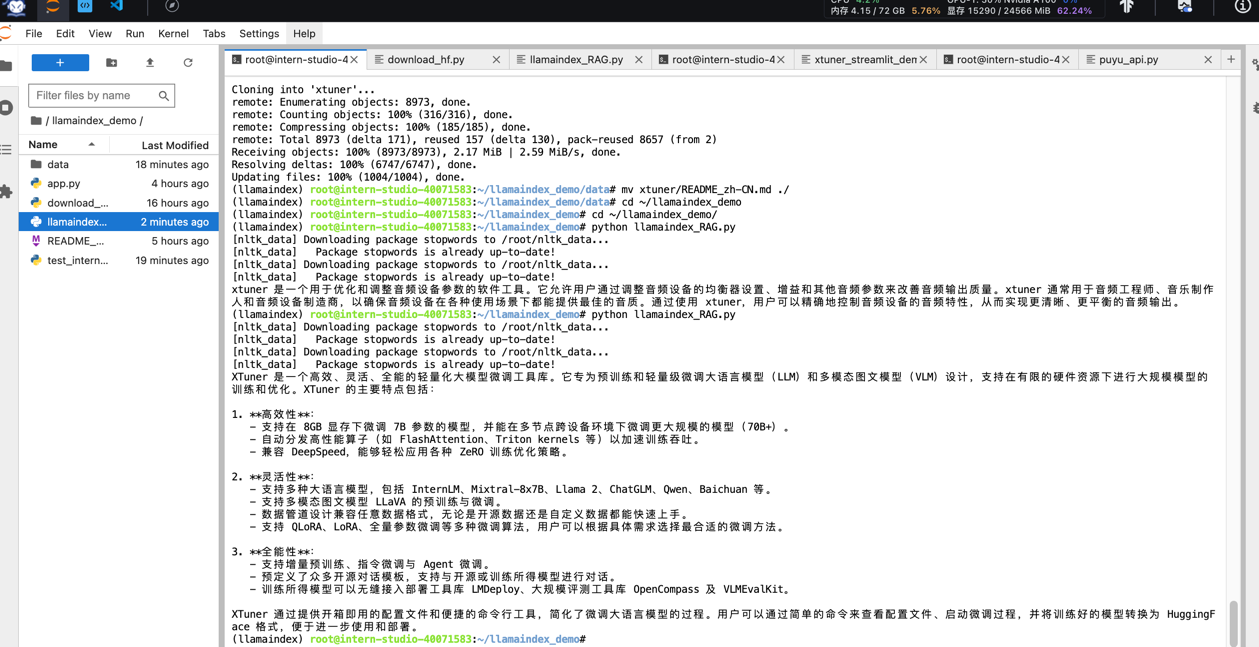 内存 4.15 / 72 GB 5.76% 显存 15290 / 24566 MiB 62.24%
File Edit View Run Kernel Tabs Settings Help
root@intern-studio-4 download_hf.py llamaindex_RAG.py root@intern-studio-4 xtuner_streamlit_den root@intern-studio-4 puyu_api.py
Filter files by name
/ llamaindex_demo /
Name Last Modified
data 18 minutes ago
app.py 4 hours ago
download_... 16 hours ago
llamaindex... 2 minutes ago
README_... 5 hours ago
test_intern... 19 minutes ago
Cloning into 'xtuner'...
remote: Enumerating objects: 8973, done.
remote: Counting objects: 100% (316/316), done.
remote: Compressing objects: 100% (185/185), done.
remote: Total 8973 (delta 171), reused 157 (delta 130), pack-reused 8657 (from 2)
Receiving objects: 100% (8973/8973), 2.17 MiB | 2.59 MiB/s, done.
Resolving deltas: 100% (6747/6747), done.
Updating files: 100% (1004/1004), done.
(llamaindex) root@intern-studio-40071583:~/llamaindex_demo/data# mv xtuner/README_zh-CN.md ./
(llamaindex) root@intern-studio-40071583:~/llamaindex_demo/data# cd ~/llamaindex_demo
(llamaindex) root@intern-studio-40071583:~/llamaindex_demo# cd ~/llamaindex_demo/
(llamaindex) root@intern-studio-40071583:~/llamaindex_demo# python llamaindex_RAG.py
[nltk_data] Downloading package stopwords to /root/nltk_data...
[nltk_data]   Package stopwords is already up-to-date!
[nltk_data] Downloading package stopwords to /root/nltk_data...
[nltk_data]   Package stopwords is already up-to-date!
xtuner 是一个用于优化和调整音频设备参数的软件工具。它允许用户通过调整音频设备的均衡器设置、增益和其他音频参数来改善音频输出质量。xtuner 通常用于音频工程师、音乐制作
人和音频设备制造商，以确保音频设备在各种使用场景下都能提供最佳的音质。通过使用 xtuner，用户可以精确地控制音频设备的音频特性，从而实现更清晰、更平衡的音频输出。
(llamaindex) root@intern-studio-40071583:~/llamaindex_demo# python llamaindex_RAG.py
[nltk_data] Downloading package stopwords to /root/nltk_data...
[nltk_data]   Package stopwords is already up-to-date!
[nltk_data] Downloading package stopwords to /root/nltk_data...
[nltk_data]   Package stopwords is already up-to-date!
XTuner 是一个高效、灵活、全能的轻量化大模型微调工具库。它专为预训练和轻量级微调大语言模型（LLM）和多模态图文模型（VLM）设计，支持在有限的硬件资源下进行大规模模型的
训练和优化。XTuner 的主要特点包括：
1. **高效性**：
- 支持在 8GB 显存下微调 7B 参数的模型，并能在多节点跨设备环境下微调更大规模的模型（70B+）。
- 自动分发高性能算子（如 FlashAttention、Triton kernels 等）以加速训练吞吐。
- 兼容 DeepSpeed，能够轻松应用各种 ZeRO 训练优化策略。
2. **灵活性**：
- 支持多种大语言模型，包括 InternLM、Mixtral-8x7B、Llama 2、ChatGLM、Qwen、Baichuan 等。
- 支持多模态图文模型 LLaVA 的预训练与微调。
- 数据管道设计兼容任意数据格式，无论是开源数据还是自定义数据都能快速上手。
- 支持 QLoRA、LoRA、全量参数微调等多种微调算法，用户可以根据具体需求选择最合适的微调方法。
3. **全能性**：
- 支持增量预训练、指令微调与 Agent 微调。
- 预定义了众多开源对话模板，支持与开源或训练所得模型进行对话。
- 训练所得模型可以无缝接入部署工具库 LMDeploy、大规模评测工具库 OpenCompass 及 VLMEvalKit。
XTuner 通过提供开箱即用的配置文件和便捷的命令行工具，简化了微调大语言模型的过程。用户可以通过简单的命令来查看配置文件、启动微调过程，并将训练好的模型转换为 HuggingF
ace 格式，便于进一步使用和部署。
(llamaindex) root@intern-studio-40071583:~/llamaindex_demo#